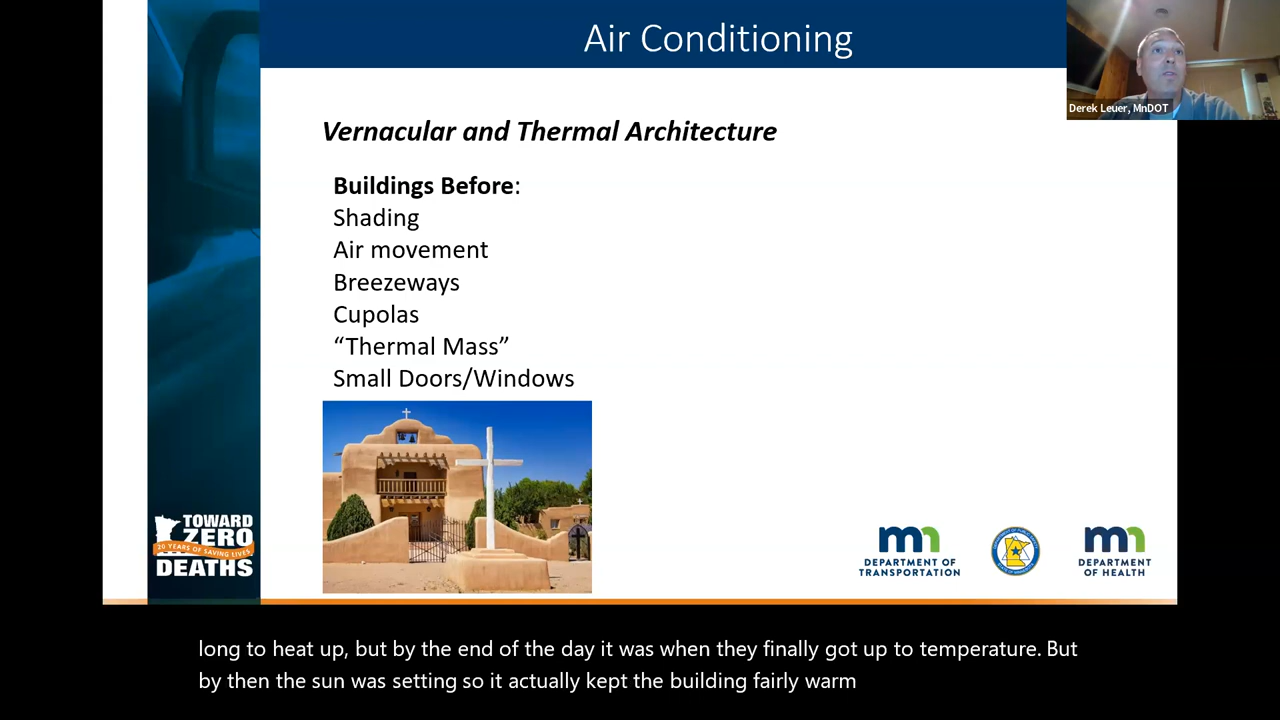 Air Conditioning
Derek Leuer, MnDOT
Vernacular and Thermal Architecture
Buildings Before:
Shading
Air movement
Breezeways
Cupolas
“Thermal Mass”
Small Doors/Windows
TOWARD
ZERO
20 YEARS OF SAVING LIVES
DEATHS
mn
DEPARTMENT OF
TRANSPORTATION
mn
DEPARTMENT
OF HEALTH
long to heat up, but by the end of the day it was when they finally got up to temperature. But
by then the sun was setting so it actually kept the building fairly warm